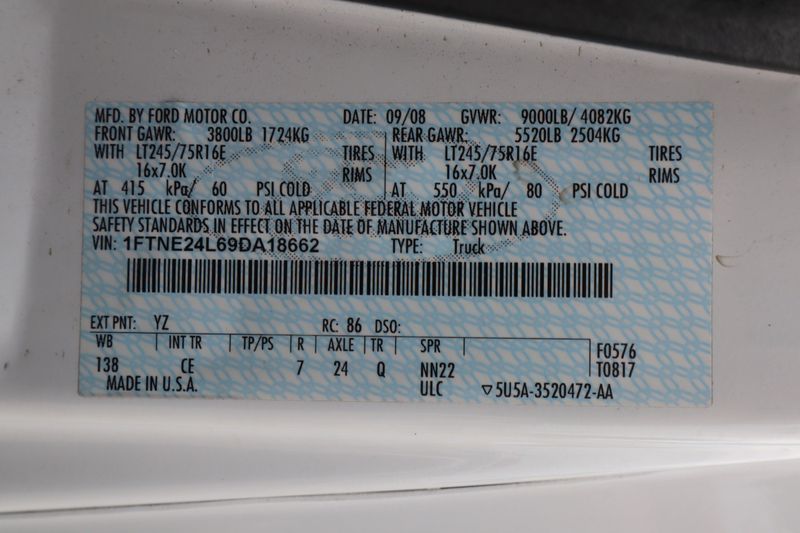 MFD. BY FORD MOTOR CO. DATE: 09/08 GVWR: 9000LB/ 4082KG
FRONT GAWR: 3800LB 1724KG REAR GAWR: 5520LB 2504KG
WITH LT245/75R16E TIRES WITH LT245/75R16E TIRES
16x7.0K RIMS 16x7.0K RIMS
AT 415 kPa/ 60 PSI COLD AT 550 kPa/ 80 PSI COLD
THIS VEHICLE CONFORMS TO ALL APPLICABLE FEDERAL MOTOR VEHICLE
SAFETY STANDARDS IN EFFECT ON THE DATE OF MANUFACTURE SHOWN ABOVE.
VIN: 1FTNE24L69DA18662 TYPE: Truck
EXT PNT: YZ RC: 86 DSO:
WB INT TR TP/PS R AXLE TR SPR F0576
138 CE 7 24 Q NN22 T0817
MADE IN U.S.A. ULC ▽5U5A-3520472-AA